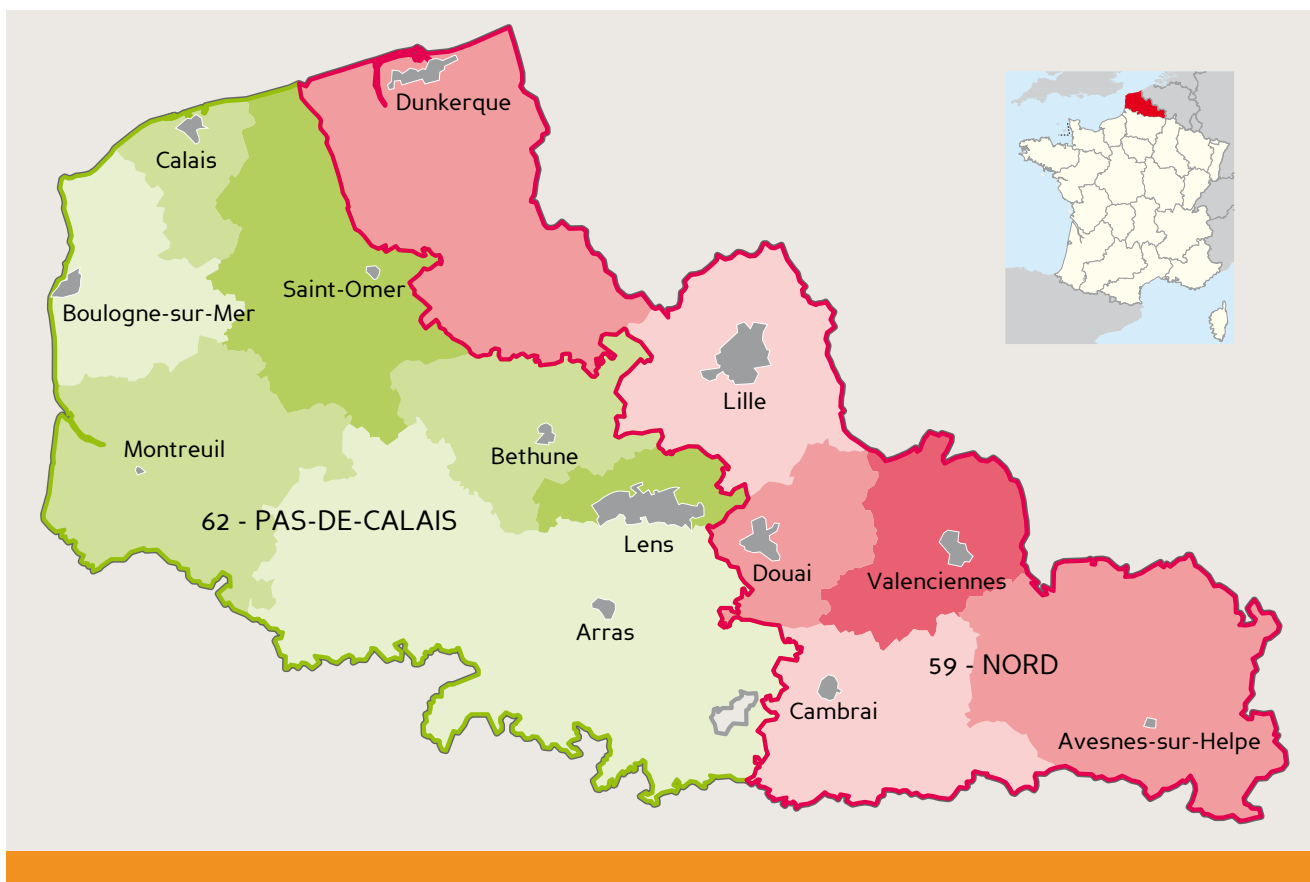 Dunkerque
Calais
Saint-Omer
Boulogne-sur-Mer
Lille
Montreuil
Bethune
62 - PAS-DE-CALAIS
Lens
Douai
Valenciennes
Arras
59 - NORD
Cambrai
Avesnes-sur-Helpe